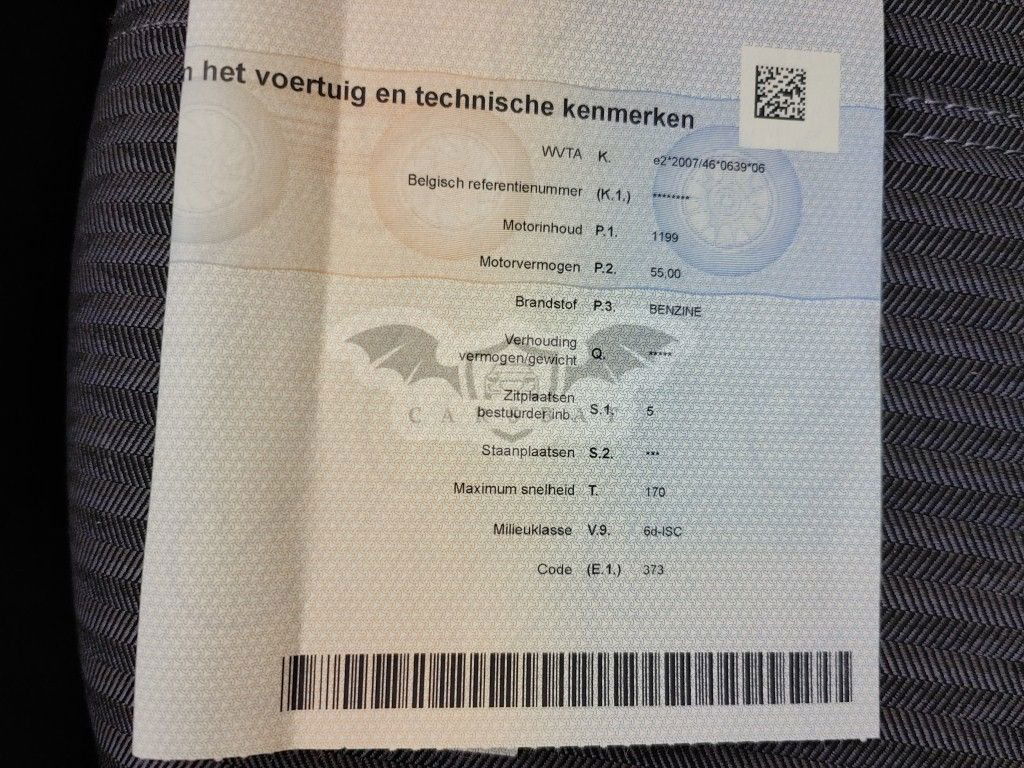 het voertuig en technische kenmerken
WVTA K. e2*2007/46*0639*06
Belgisch referentienummer (K.1.) ********
Motorinhoud P.1. 1199
Motorvermogen P.2. 55,00
Brandstof P.3. BENZINE
Verhouding
vermogen/gewicht Q. *****
Zitplaatsen
bestuurder inb. S.1. 5
Staanplaatsen S.2. ***
Maximum snelheid T. 170
Milieuklasse V.9. 6d-ISC
Code (E.1.) 373